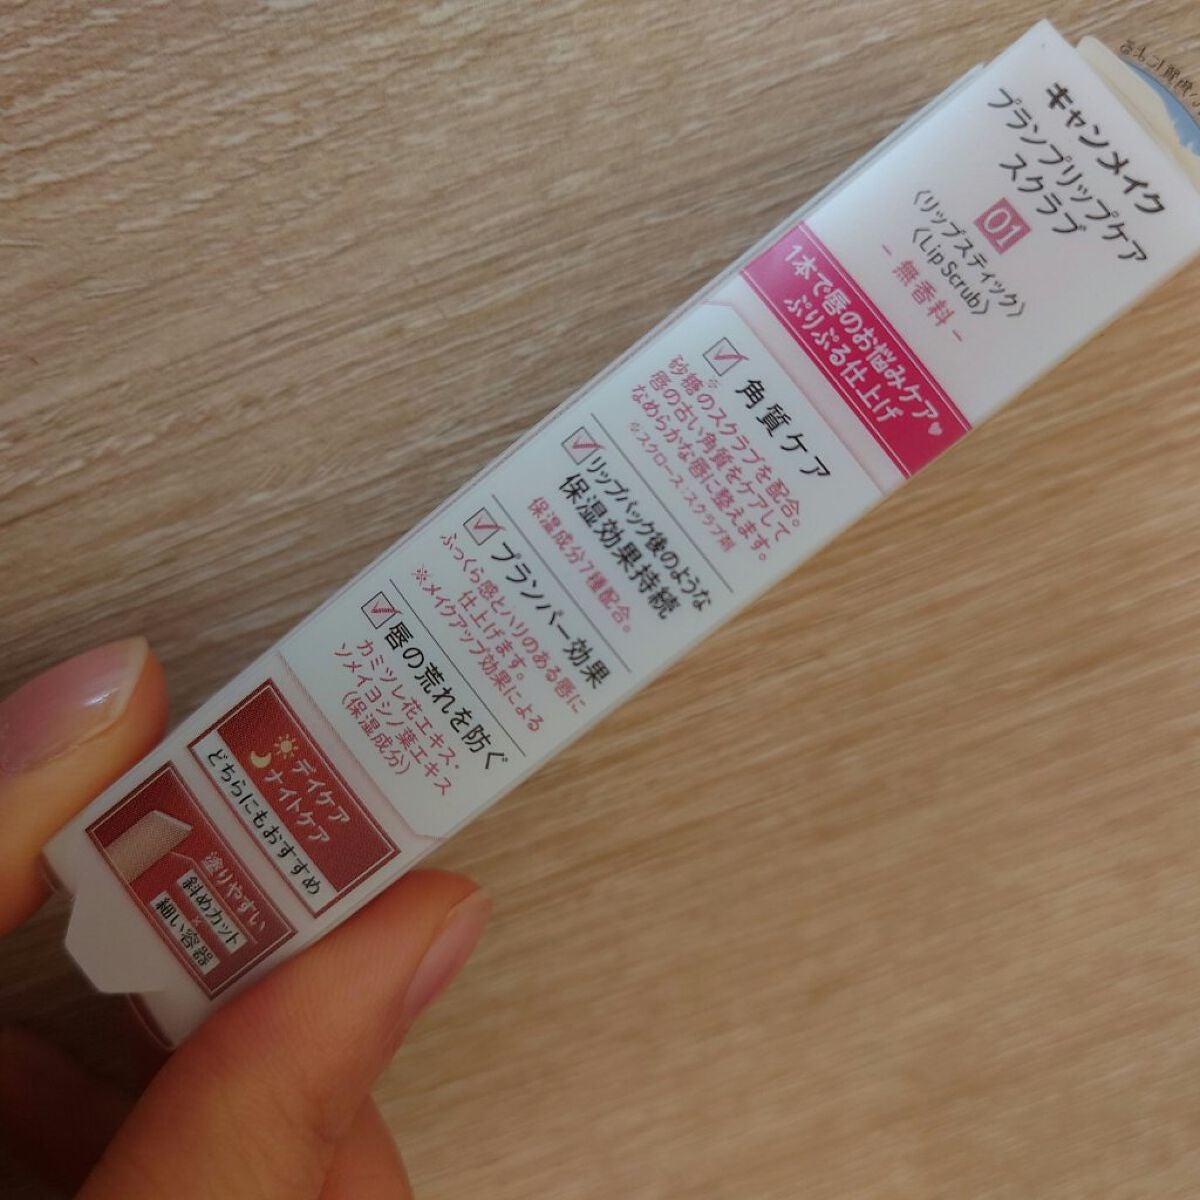 キャンメイク
プランプリップケア
スクラブ
01
〈リップスティック〉
〈Lip Scrub〉
- 無香料 -
1本で唇のお悩みケア♥
ぷりぷる仕上げ
角質ケア
砂糖※のスクラブを配合。
唇の古い角質をケアして
なめらかな唇に整えます。
※スクロース:スクラブ剤
リップパック後のような
保湿効果持続
保湿成分7種配合。
プランパー効果
ふっくら感とハリのある唇に
仕上げます。
※メイクアップ効果による
唇の荒れを防ぐ
カミツレ花エキス・
ソメイヨシノ葉エキス
(保湿成分)
デイケア
ナイトケア
どちらにもおすすめ
塗りやすい
斜めカット
×
細い容器